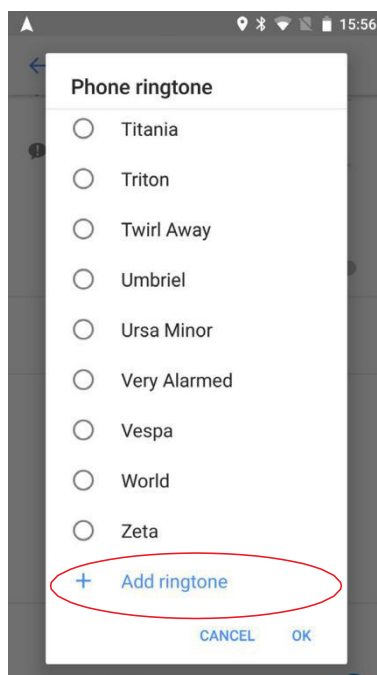 15:56
Phone ringtone
Titania
Triton
Twirl Away
Umbriel
Ursa Minor
Very Alarmed
Vespa
World
Zeta
+ Add ringtone
CANCEL OK